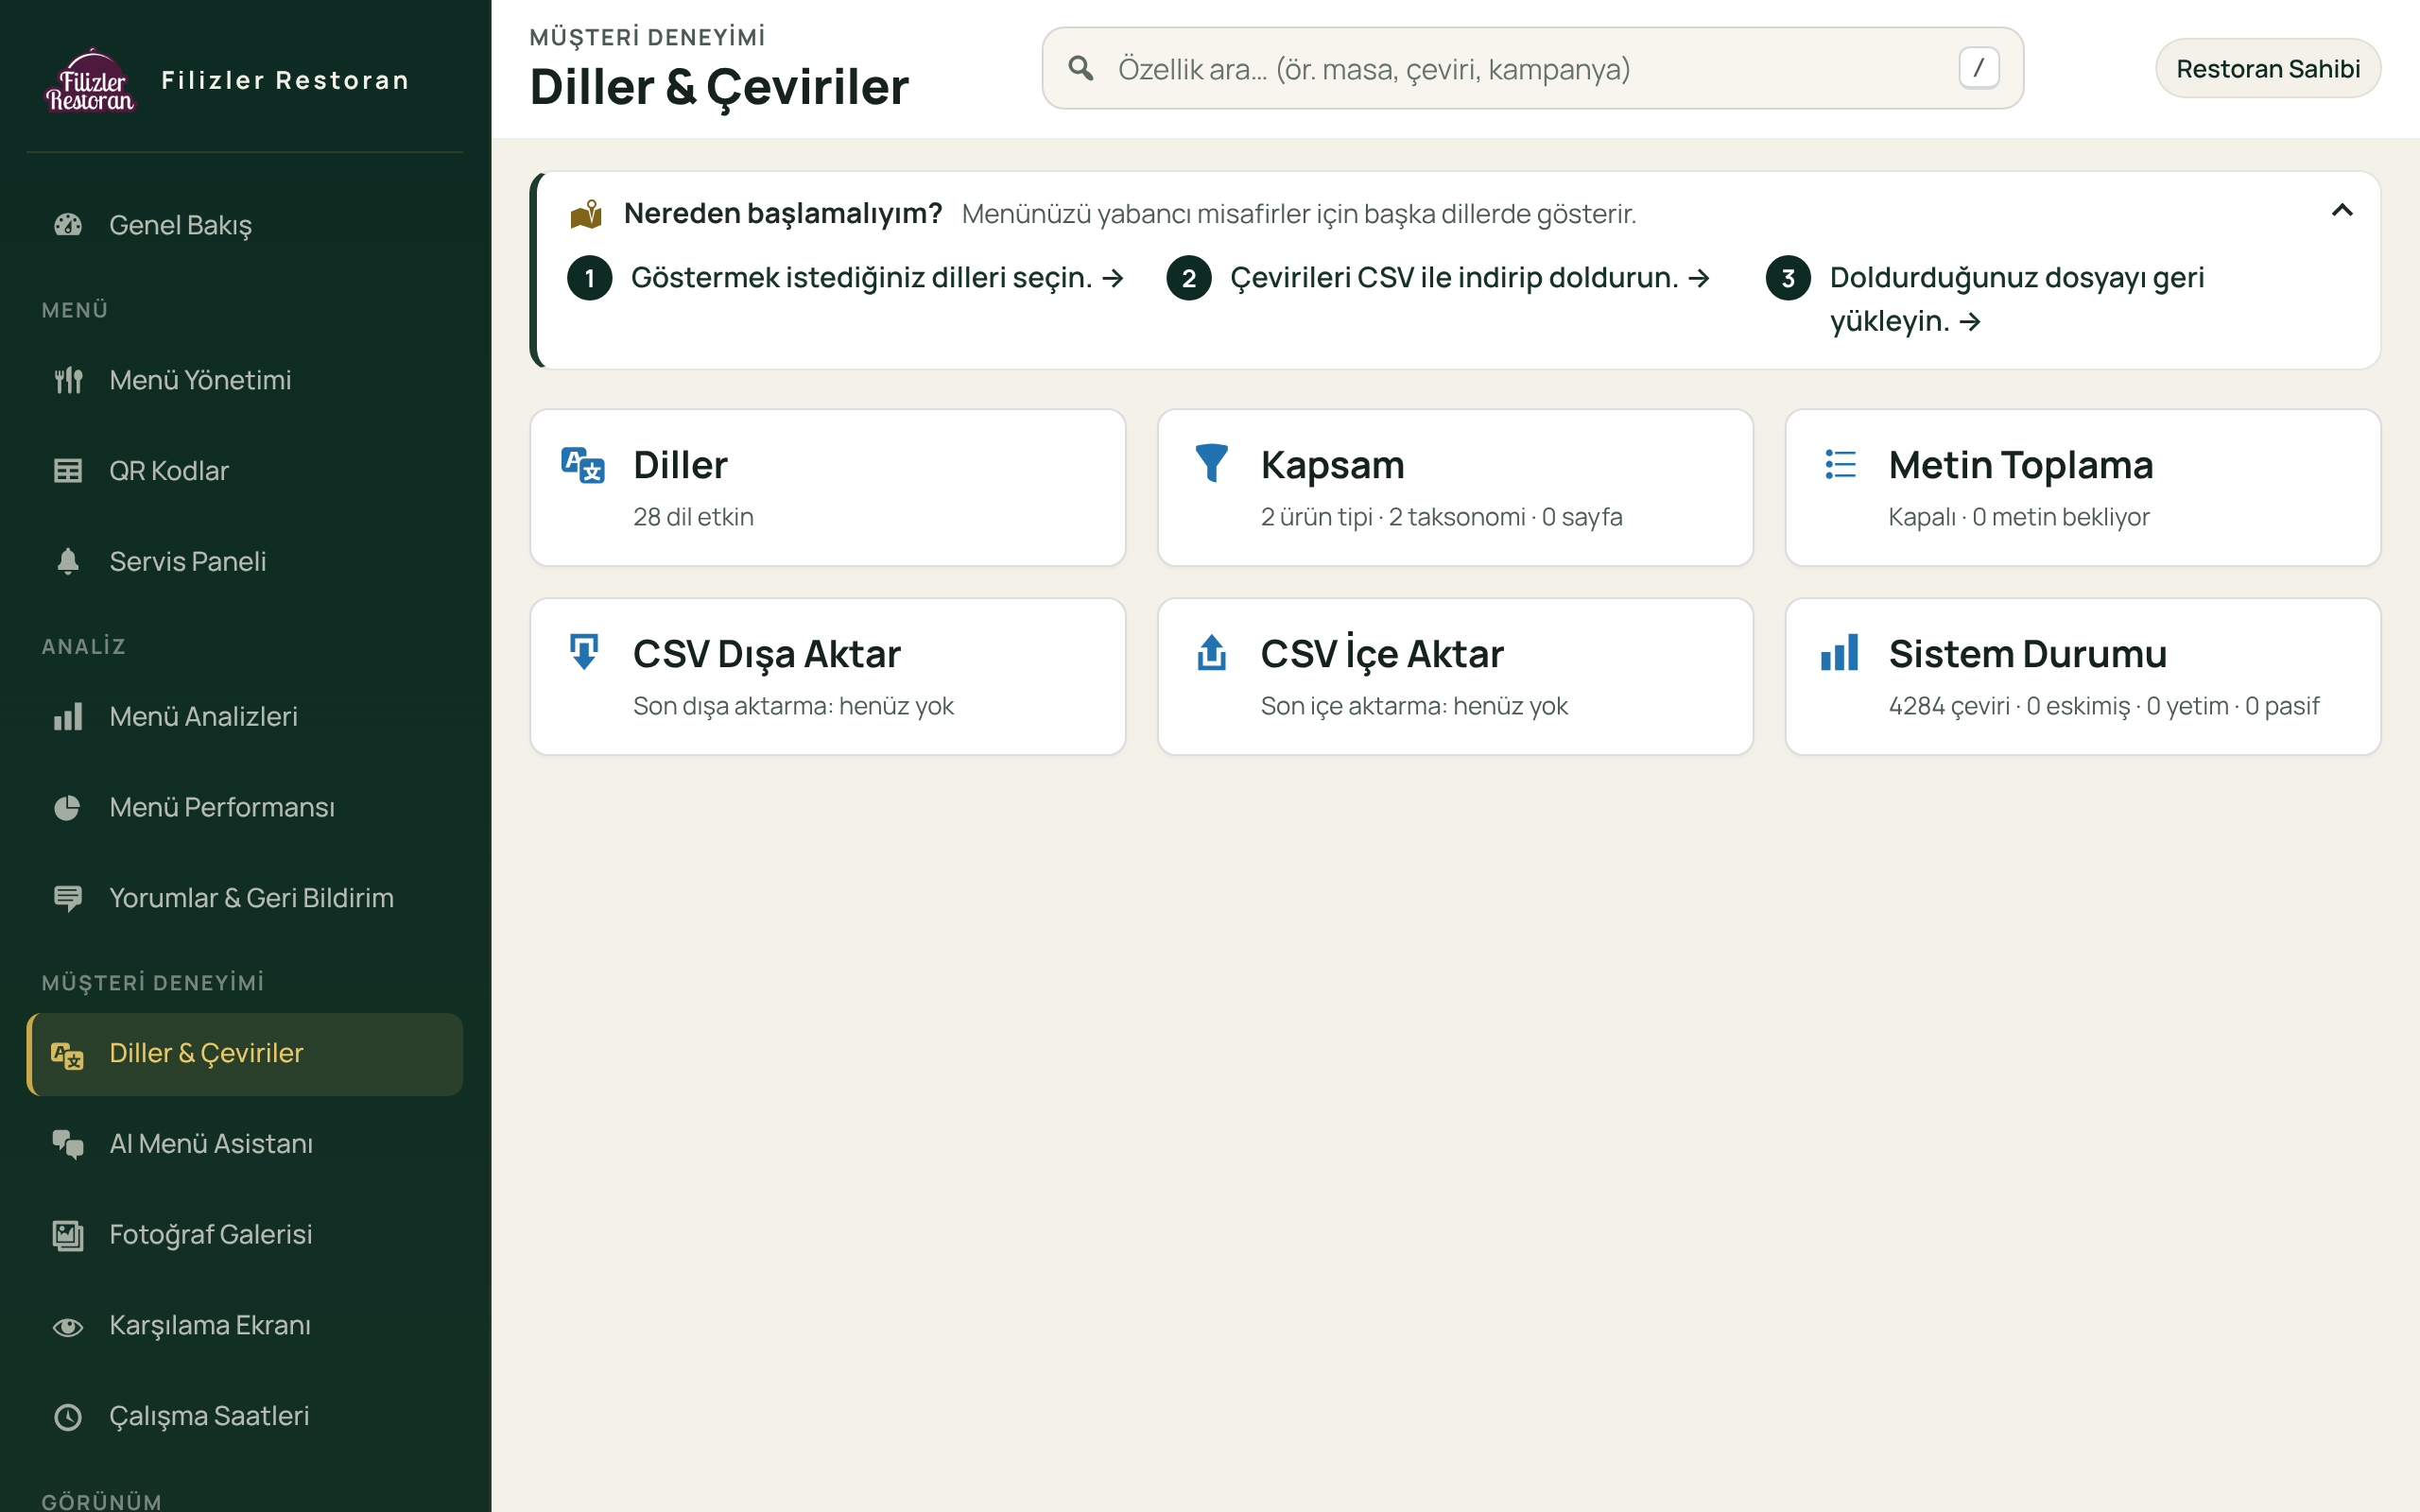 Filizler
Restoran
Filizler Restoran
Genel Bakış
MENÜ
Menü Yönetimi
QR Kodlar
Servis Paneli
ANALİZ
Menü Analizleri
Menü Performansı
Yorumlar & Geri Bildirim
MÜŞTERİ DENEYİMİ
Diller & Çeviriler
AI Menü Asistanı
Fotoğraf Galerisi
Karşılama Ekranı
Çalışma Saatleri
GÖRÜNÜM
MÜŞTERİ DENEYİMİ
Diller & Çeviriler
Özellik ara... (ör. masa, çeviri, kampanya)
/
Restoran Sahibi
Nereden başlamalıyım? Menünüzü yabancı misafirler için başka dillerde gösterir.
1 Göstermek istediğiniz dilleri seçin. →
2 Çevirileri CSV ile indirip doldurun. →
3 Doldurduğunuz dosyayı geri
yükleyin. →
Diller
28 dil etkin
Kapsam
2 ürün tipi · 2 taksonomi · 0 sayfa
Metin Toplama
Kapalı · 0 metin bekliyor
CSV Dışa Aktar
Son dışa aktarma: henüz yok
CSV İçe Aktar
Son içe aktarma: henüz yok
Sistem Durumu
4284 çeviri · 0 eskimiş · 0 yetim · 0 pasif